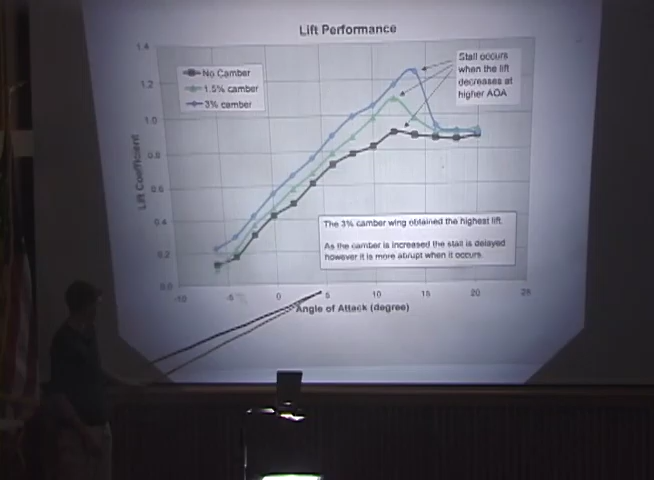 Lift Performance
1.4
1.2
1.0
0.8
0.6
0.4
0.2
0.0
Lift Coefficient
No Camber
1.5% camber
3% camber
Stall occurs
when the lift
decreases at
higher AOA
The 3% camber wing obtained the highest lift.
As the camber is increased the stall is delayed
however it is more abrupt when it occurs.
-10
-5
0
5
10
15
20
25
Angle of Attack (degree)